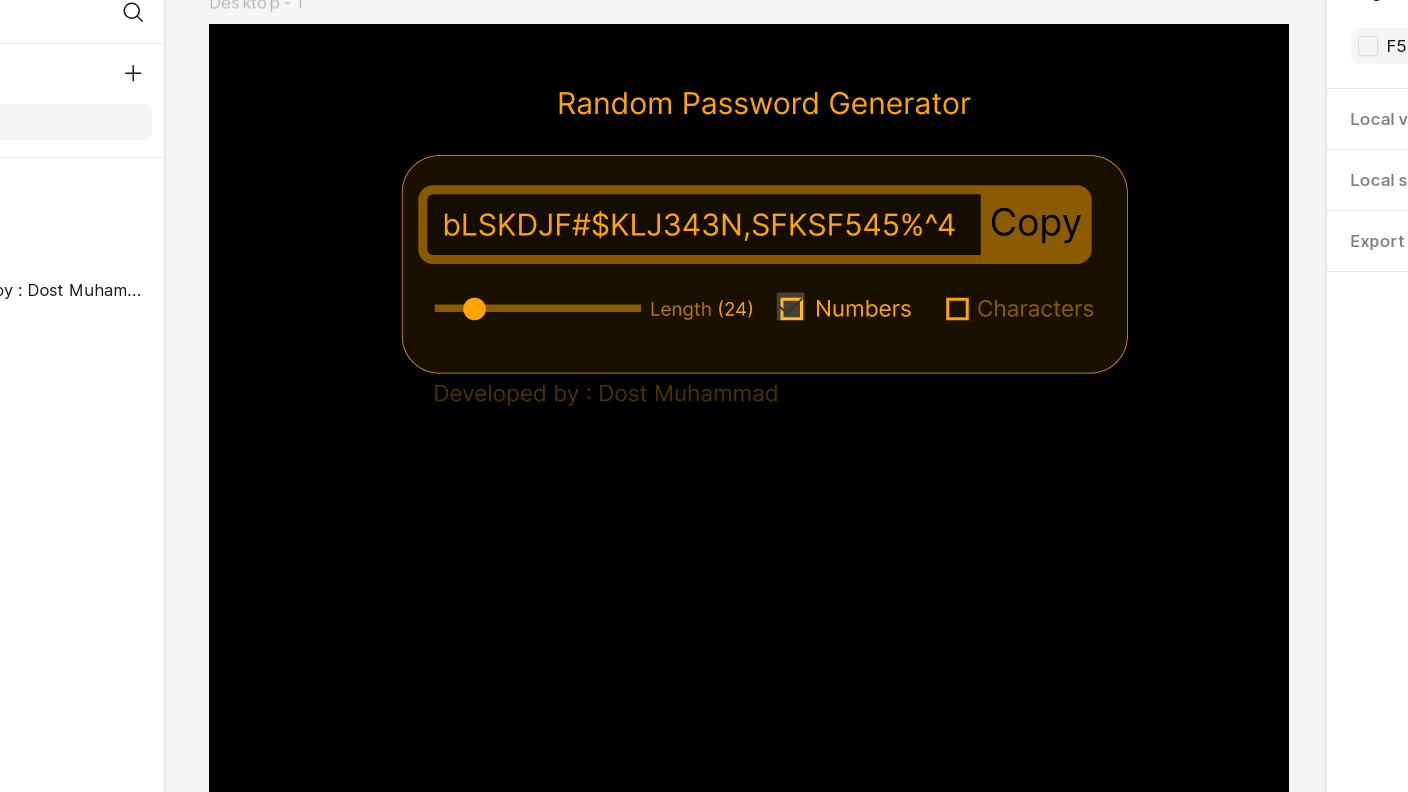 Desktop - 1
F5
Random Password Generator
Local v
bLSKDJF#$KLJ343N,SFKSF545%^4
Copy
Local s
Export
by : Dost Muham...
Length (24)
Numbers
Characters
Developed by : Dost Muhammad